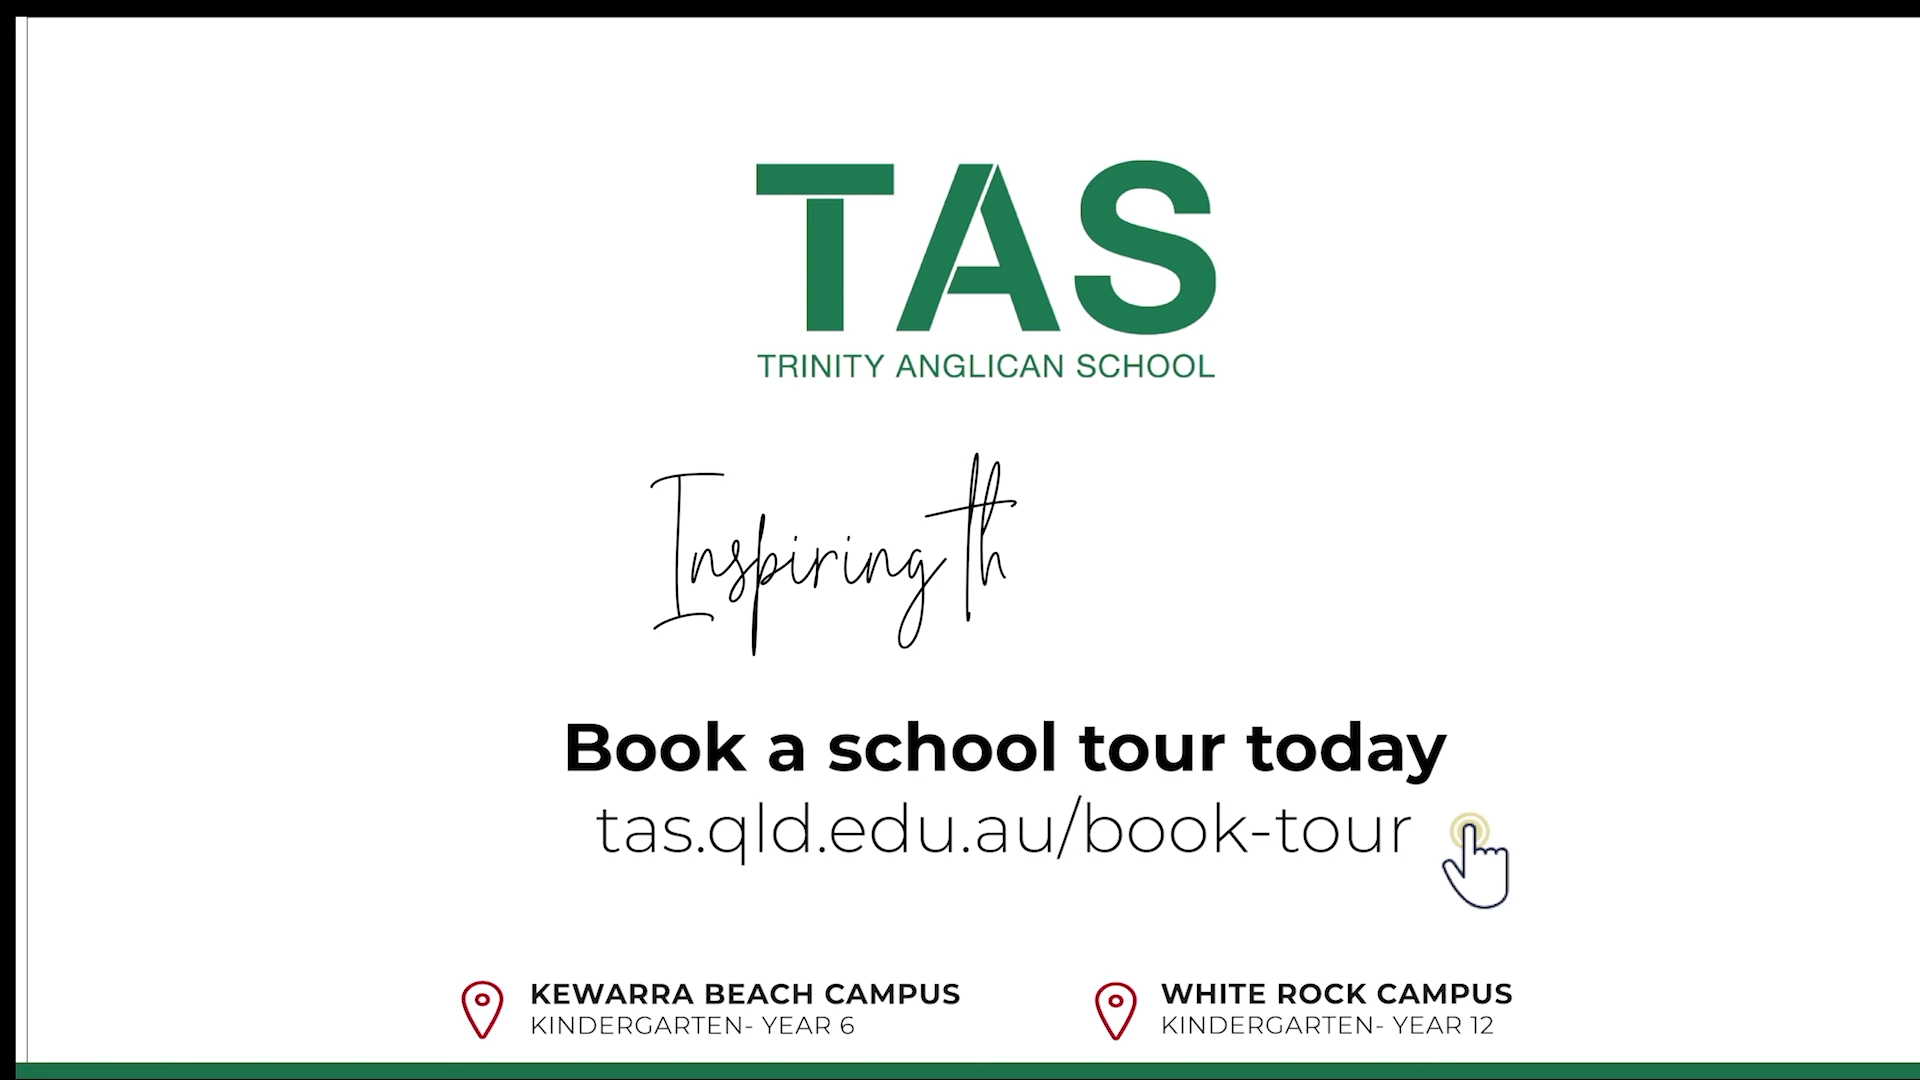 TAS
TRINITY ANGLICAN SCHOOL
Inspiring th
Book a school tour today
tas.qld.edu.au/book-tour
KEWARRA BEACH CAMPUS
KINDERGARTEN- YEAR 6
WHITE ROCK CAMPUS
KINDERGARTEN- YEAR 12